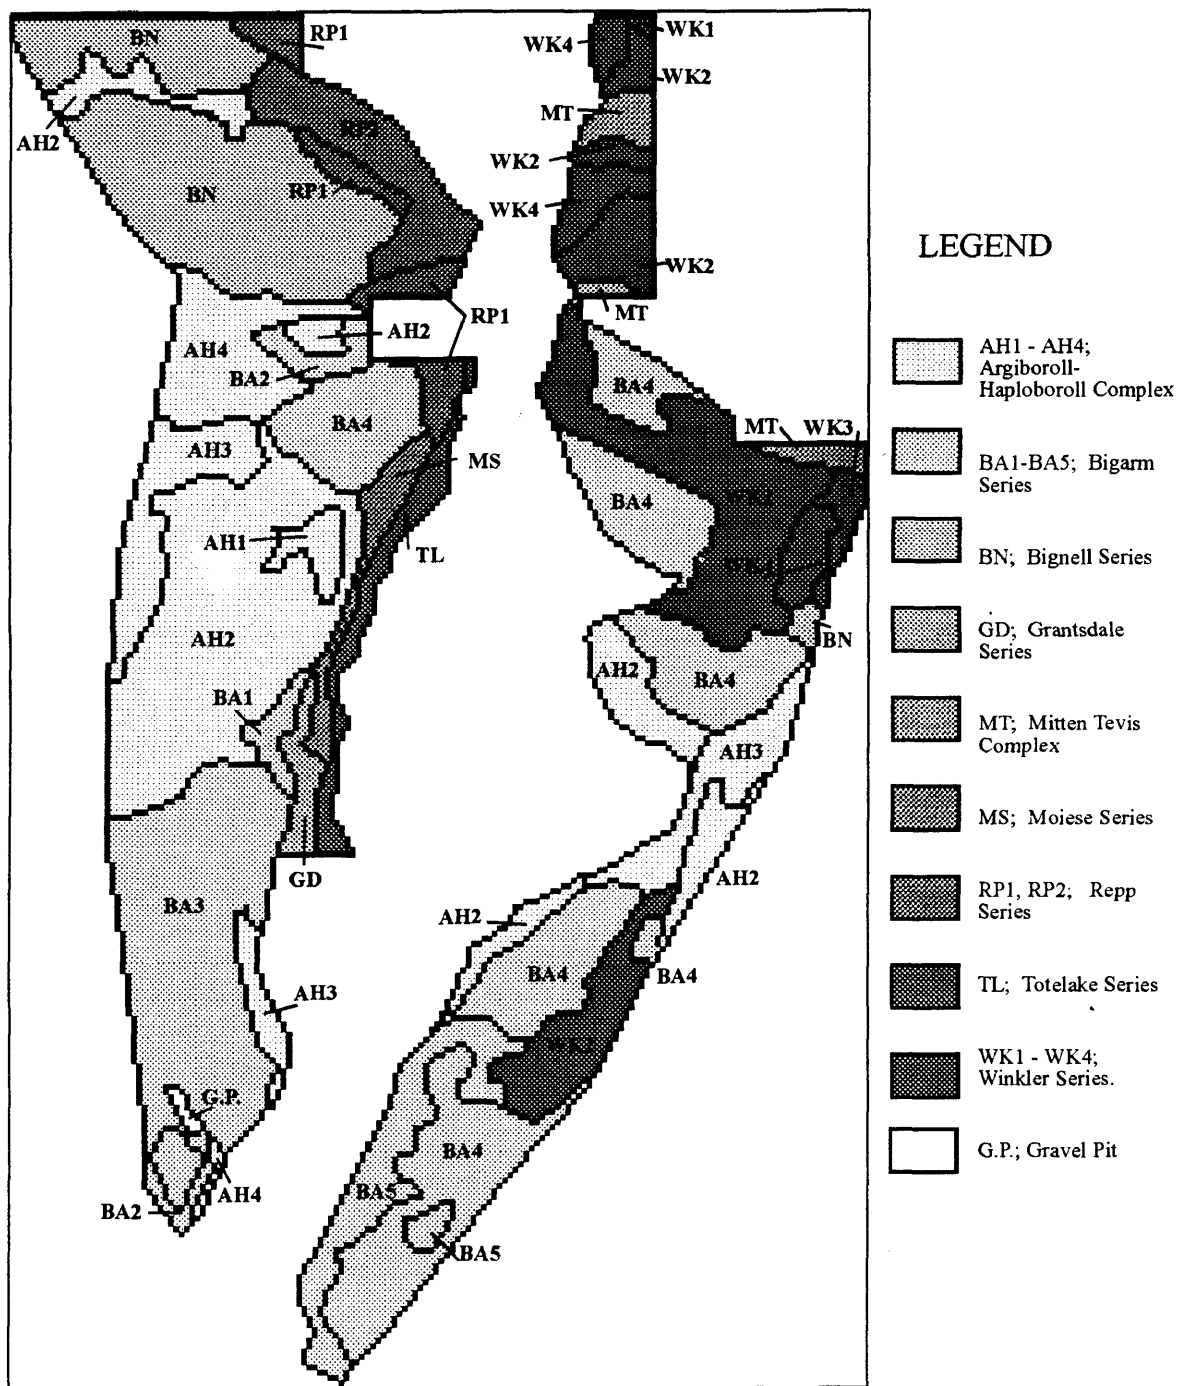 BN
RP1
WK4
WK1
WK2
AH2
RP2
MT
WK2
BN
RP1
WK4
WK2
LEGEND
RP1
MT
AH4
AH2
BA2
BA4
AH1 - AH4;
Argiboroll-
Haploboroll Complex
BA4
MT
WK3
AH3
MS
BA4
BA1-BA5; Bigarm
Series
AH1
TL
BN; Bignell Series
AH2
BN
GD; Grantsdale
Series
AH2
BA4
BA1
AH3
MT; Mitten Tevis
Complex
MS; Moiese Series
GD
AH2
BA3
AH2
RP1, RP2; Repp
Series
BA4
BA4
AH3
TL; Totelake Series
WK1 - WK4;
Winkler Series.
G.P.
BA4
G.P.; Gravel Pit
AH4
BA5
BA2
BA5